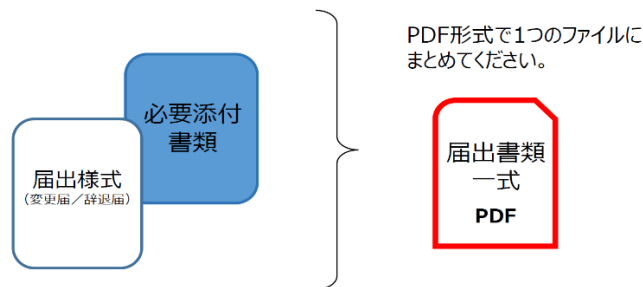 PDF形式で1つのファイルに
まとめてください。
必要添付
書類
届出様式
(変更届／辞退届)
届出書類
一式
PDF